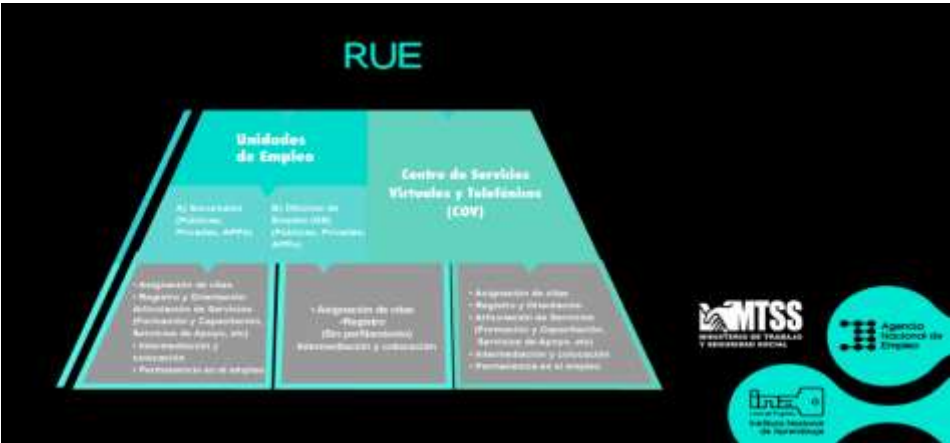 RUE
Unidades
de Empleo
Centro de Servicios
Virtuales y Telefónicos
(COV)
A) Sucursales
(Públicas,
Privadas, APPs)
B) Oficinas de
Empleo
(Públicas, Privadas,
APPs)
• Asignación de citas
• Registro y Orientación
Articulación de Servicios
(Formación y Capacitación,
Servicios de Apoyo, etc)
• Intermediación y
colocación
• Permanencia en el empleo
• Asignación de citas
•Registro
(Sin perfilamiento)
Intermediación y colocación
• Asignación de citas
• Registro y Orientación
• Articulación de Servicios
(Formación y Capacitación,
Servicios de Apoyo, etc)
• Intermediación y colocación
• Permanencia en el empleo
MTSS
MINISTERIO DE TRABAJO
Y SEGURIDAD SOCIAL
Agencia
Nacional de
Empleo
ina
Instituto Nacional
de Aprendizaje